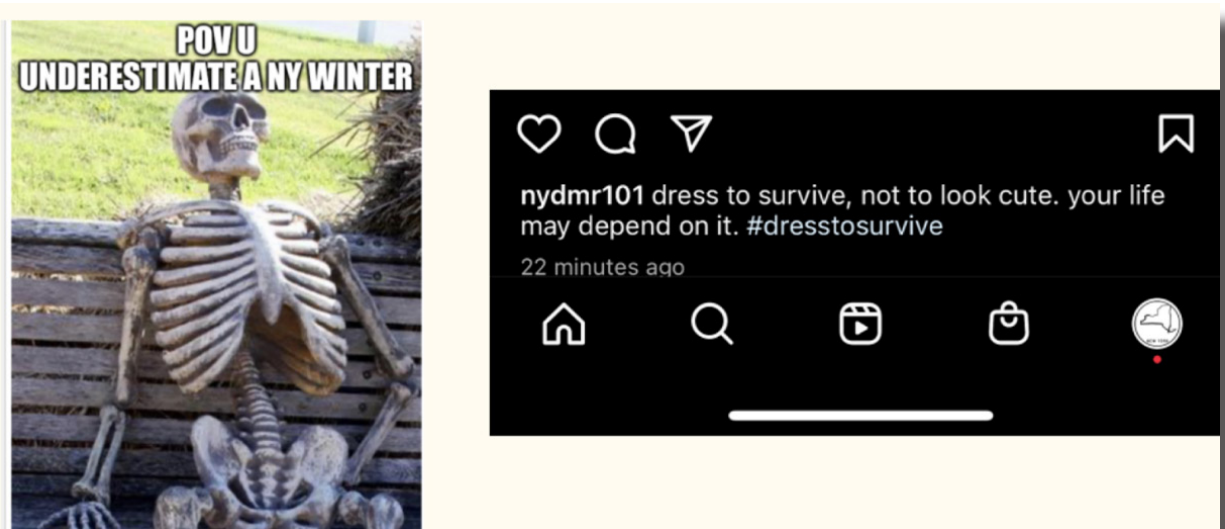 POV U
UNDERESTIMATE A NY WINTER
nydmr101 dress to survive, not to look cute. your life
may depend on it. #dresstosurvive
22 minutes ago